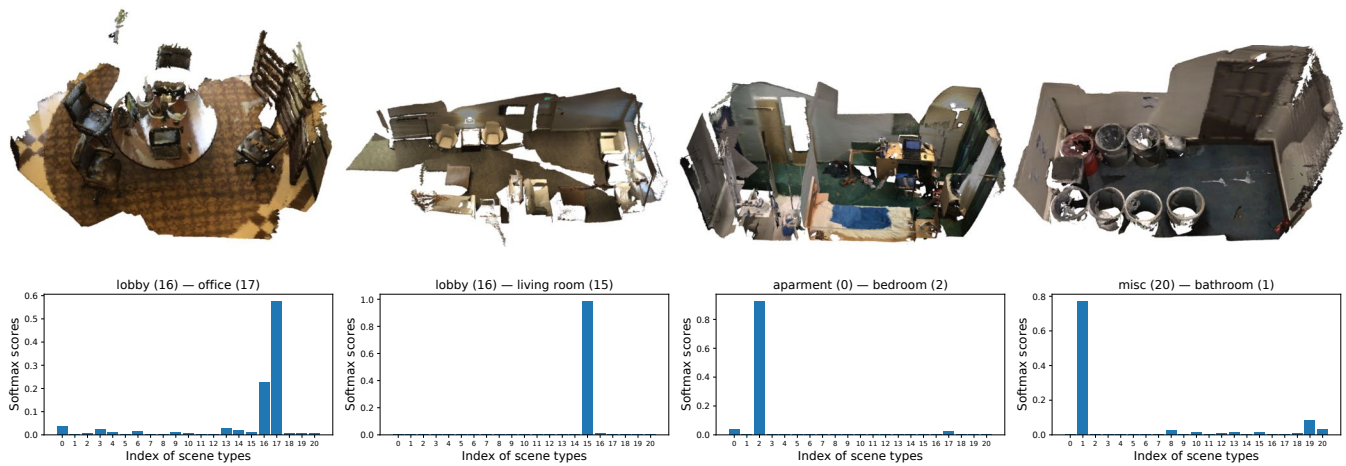 lobby (16) — office (17)
0.6
0.5
0.4
0.3
0.2
0.1
0.0
Softmax scores
0 1 2 3 4 5 6 7 8 9 10 11 12 13 14 15 16 17 18 19 20
Index of scene types
lobby (16) — living room (15)
1.0
0.8
0.6
0.4
0.2
0.0
Softmax scores
0 1 2 3 4 5 6 7 8 9 10 11 12 13 14 15 16 17 18 19 20
Index of scene types
aparment (0) — bedroom (2)
0.8
0.6
0.4
0.2
0.0
Softmax scores
0 1 2 3 4 5 6 7 8 9 10 11 12 13 14 15 16 17 18 19 20
Index of scene types
misc (20) — bathroom (1)
0.8
0.6
0.4
0.2
0.0
Softmax scores
0 1 2 3 4 5 6 7 8 9 10 11 12 13 14 15 16 17 18 19 20
Index of scene types